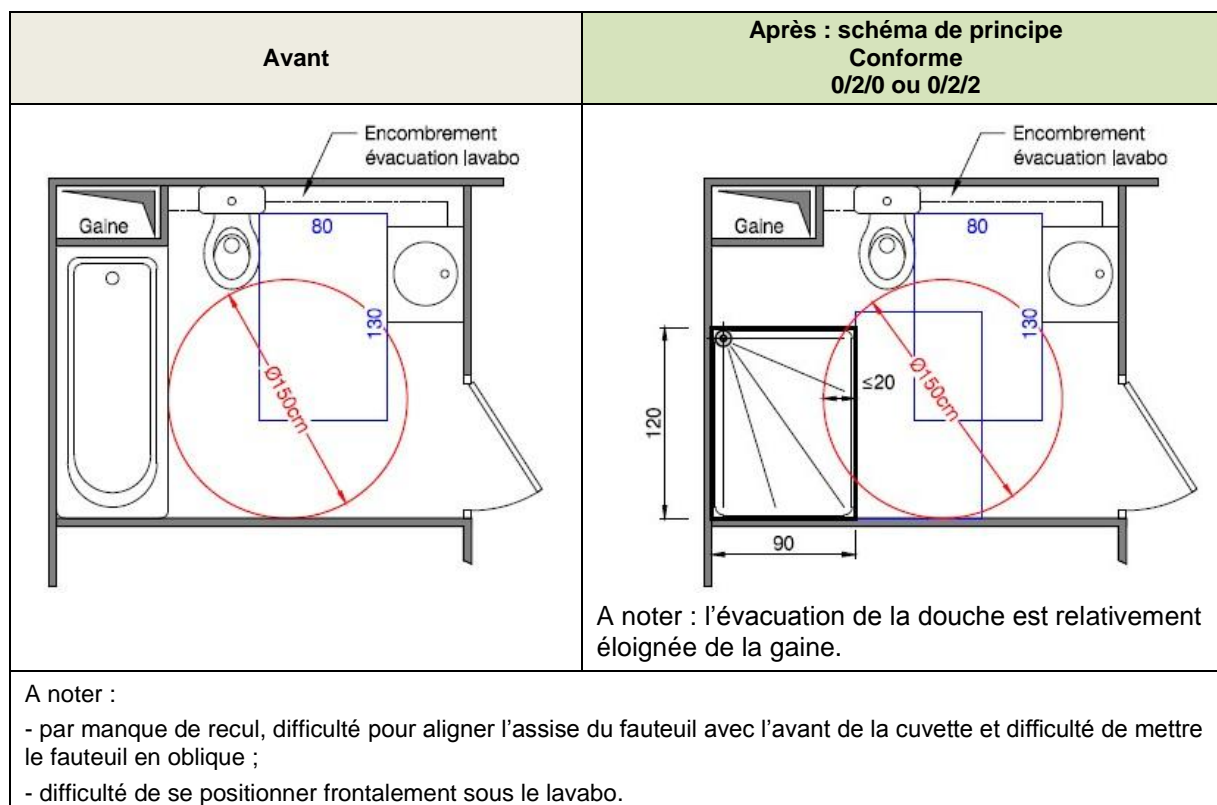 Avant
Après : schéma de principe
Conforme
0/2/0 ou 0/2/2
Encombrement
évacuation lavabo
Gaine
80
130
Ø150cm
Encombrement
évacuation lavabo
Gaine
80
130
Ø150cm
≤20
120
90
A noter : l’évacuation de la douche est relativement
éloignée de la gaine.
A noter :
- par manque de recul, difficulté pour aligner l’assise du fauteuil avec l’avant de la cuvette et difficulté de mettre
le fauteuil en oblique ;
- difficulté de se positionner frontalement sous le lavabo.